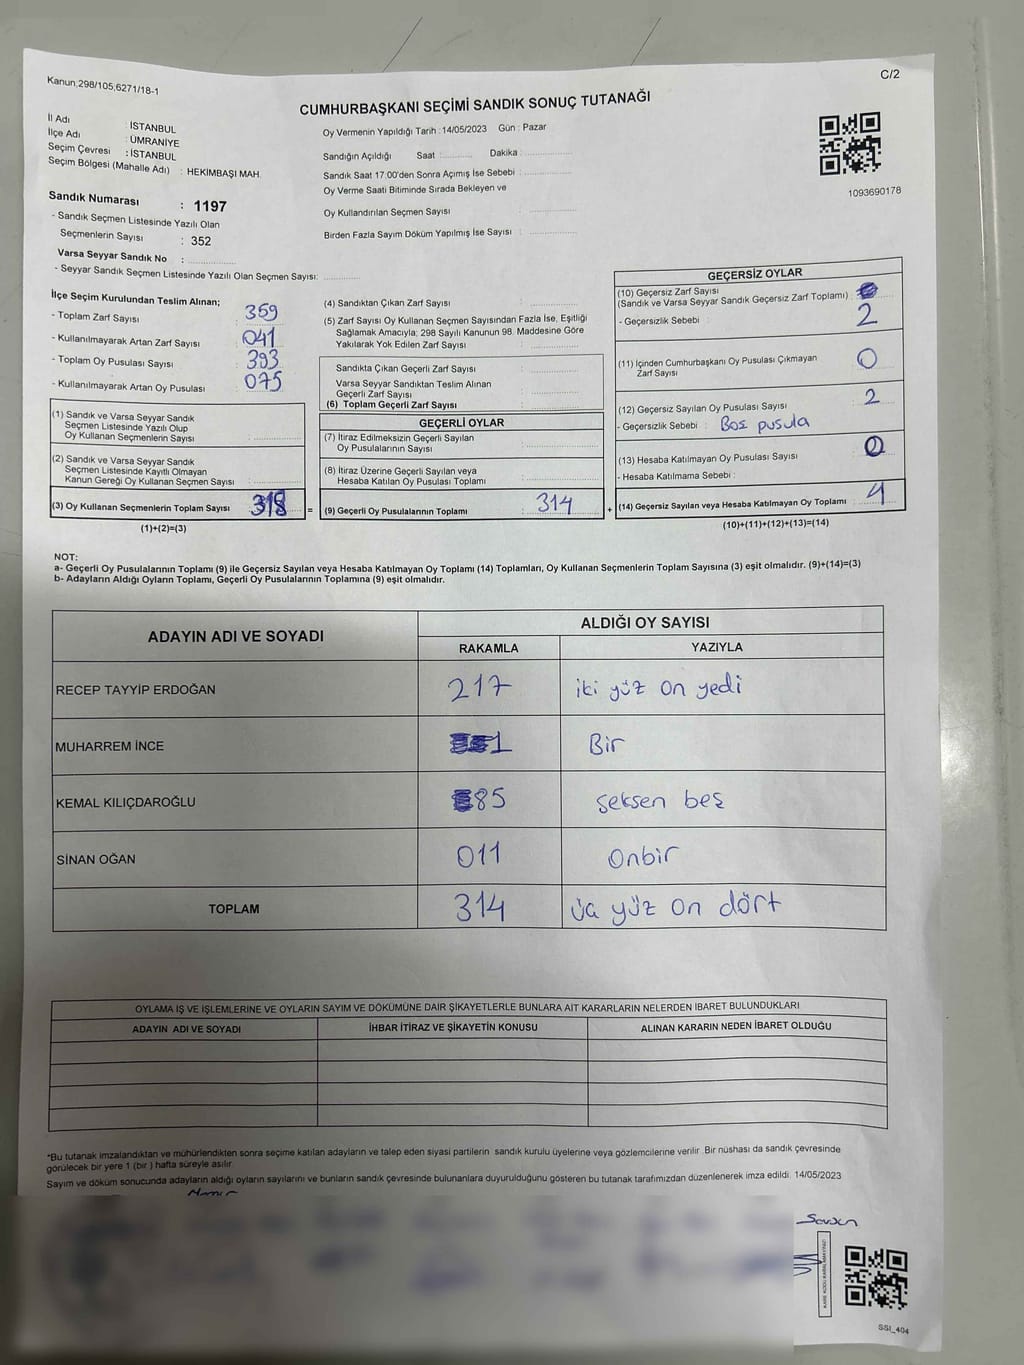 Kanun;298/105;6271/18-1
C/2
CUMHURBAŞKANI SEÇİMİ SANDIK SONUÇ TUTANAĞI
İl Adı : İSTANBUL
İlçe Adı : ÜMRANİYE
Seçim Çevresi : İSTANBUL
Seçim Bölgesi (Mahalle Adı) : HEKİMBAŞI MAH.
Oy Vermenin Yapıldığı Tarih : 14/05/2023 Gün : Pazar
Sandığın Açıldığı Saat : Dakika :
Sandık Saat 17:00'den Sonra Açımış İse Sebebi :
Oy Verme Saati Bitiminde Sırada Bekleyen ve
Oy Kullandırılan Seçmen Sayısı :
Birden Fazla Sayım Döküm Yapılmış İse Sayısı :
1093690178
Sandık Numarası : 1197
- Sandık Seçmen Listesinde Yazılı Olan
Seçmenlerin Sayısı : 352
Varsa Seyyar Sandık No :
- Seyyar Sandık Seçmen Listesinde Yazılı Olan Seçmen Sayısı:
İlçe Seçim Kurulundan Teslim Alınan;
- Toplam Zarf Sayısı : 359
- Kullanılmayarak Artan Zarf Sayısı : 041
- Toplam Oy Pusulası Sayısı : 393
- Kullanılmayarak Artan Oy Pusulası : 075
(1) Sandık ve Varsa Seyyar Sandık
Seçmen Listesinde Yazılı Olup
Oy Kullanan Seçmenlerin Sayısı :
(2) Sandık ve Varsa Seyyar Sandık
Seçmen Listesinde Kayıtlı Olmayan
Kanun Gereği Oy Kullanan Seçmen Sayısı :
(3) Oy Kullanan Seçmenlerin Toplam Sayısı : 318 =
(1)+(2)=(3)
(4) Sandıktan Çıkan Zarf Sayısı :
(5) Zarf Sayısı Oy Kullanan Seçmen Sayısından Fazla İse, Eşitliği
Sağlamak Amacıyla; 298 Sayılı Kanunun 98. Maddesine Göre
Yakılarak Yok Edilen Zarf Sayısı :
Sandıkta Çıkan Geçerli Zarf Sayısı :
Varsa Seyyar Sandıktan Teslim Alınan
Geçerli Zarf Sayısı :
(6) Toplam Geçerli Zarf Sayısı :
GEÇERLİ OYLAR
(7) İtiraz Edilmeksizin Geçerli Sayılan
Oy Pusulalarının Sayısı :
(8) İtiraz Üzerine Geçerli Sayılan veya
Hesaba Katılan Oy Pusulası Toplamı :
(9) Geçerli Oy Pusulalarının Toplamı : 314 +
GEÇERSİZ OYLAR
(10) Geçersiz Zarf Sayısı
(Sandık ve Varsa Seyyar Sandık Geçersiz Zarf Toplamı) :
- Geçersizlik Sebebi : 2
(11) İçinden Cumhurbaşkanı Oy Pusulası Çıkmayan
Zarf Sayısı : 0
(12) Geçersiz Sayılan Oy Pusulası Sayısı : 2
- Geçersizlik Sebebi : Boş pusula
(13) Hesaba Katılmayan Oy Pusulası Sayısı : 0
- Hesaba Katılmama Sebebi :
(14) Geçersiz Sayılan veya Hesaba Katılmayan Oy Toplamı : 4
(10)+(11)+(12)+(13)=(14)
NOT:
a- Geçerli Oy Pusulalarının Toplamı (9) ile Geçersiz Sayılan veya Hesaba Katılmayan Oy Toplamı (14) Toplamları, Oy Kullanan Seçmenlerin Toplam Sayısına (3) eşit olmalıdır. (9)+(14)=(3)
b- Adayların Aldığı Oyların Toplamı, Geçerli Oy Pusulalarının Toplamına (9) eşit olmalıdır.
ADAYIN ADI VE SOYADI
ALDIĞI OY SAYISI
RAKAMLA YAZIYLA
RECEP TAYYİP ERDOĞAN 217 iki yüz on yedi
MUHARREM İNCE 1 Bir
KEMAL KILIÇDAROĞLU 85 seksen beş
SİNAN OĞAN 011 Onbir
TOPLAM 314 üç yüz on dört
OYLAMA İŞ VE İŞLEMLERİNE VE OYLARIN SAYIM VE DÖKÜMÜNE DAİR ŞİKAYETLERLE BUNLARA AİT KARARLARIN NELERDEN İBARET BULUNDUKLARI
ADAYIN ADI VE SOYADI İHBAR İTİRAZ VE ŞİKAYETİN KONUSU ALINAN KARARIN NEDEN İBARET OLDUĞU
*Bu tutanak imzalandıktan ve mühürlendikten sonra seçime katılan adayların ve talep eden siyasi partilerin sandık kurulu üyelerine veya gözlemcilerine verilir. Bir nüshası da sandık çevresinde
görülecek bir yere 1 (bir ) hafta süreyle asılır.
Sayım ve döküm sonucunda adayların aldığı oyların sayılarını ve bunların sandık çevresinde bulunanlara duyurulduğunu gösteren bu tutanak tarafımızdan düzenlenerek imza edildi. 14/05/2023
SSI_404